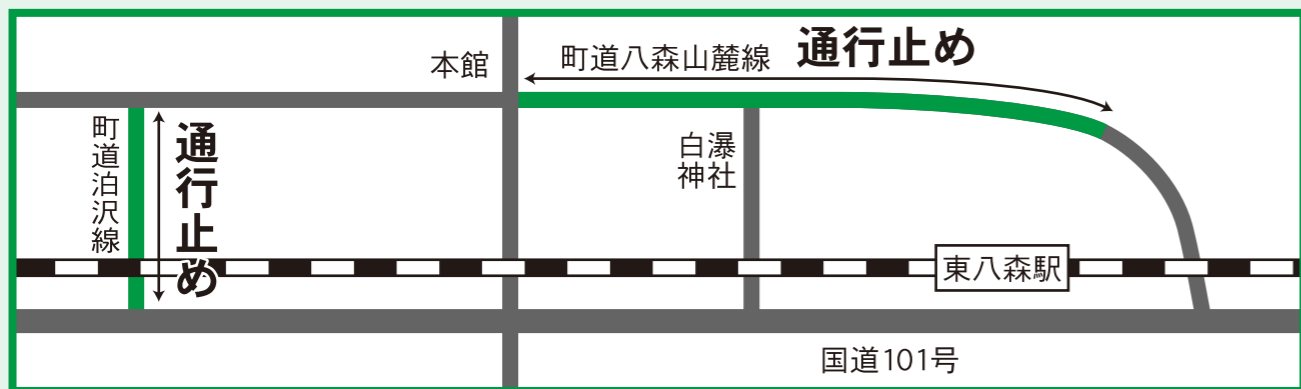 本館
町道八森山麓線
通行止め
町道泊沢線
通行止め
白瀑
神社
東八森駅
国道101号